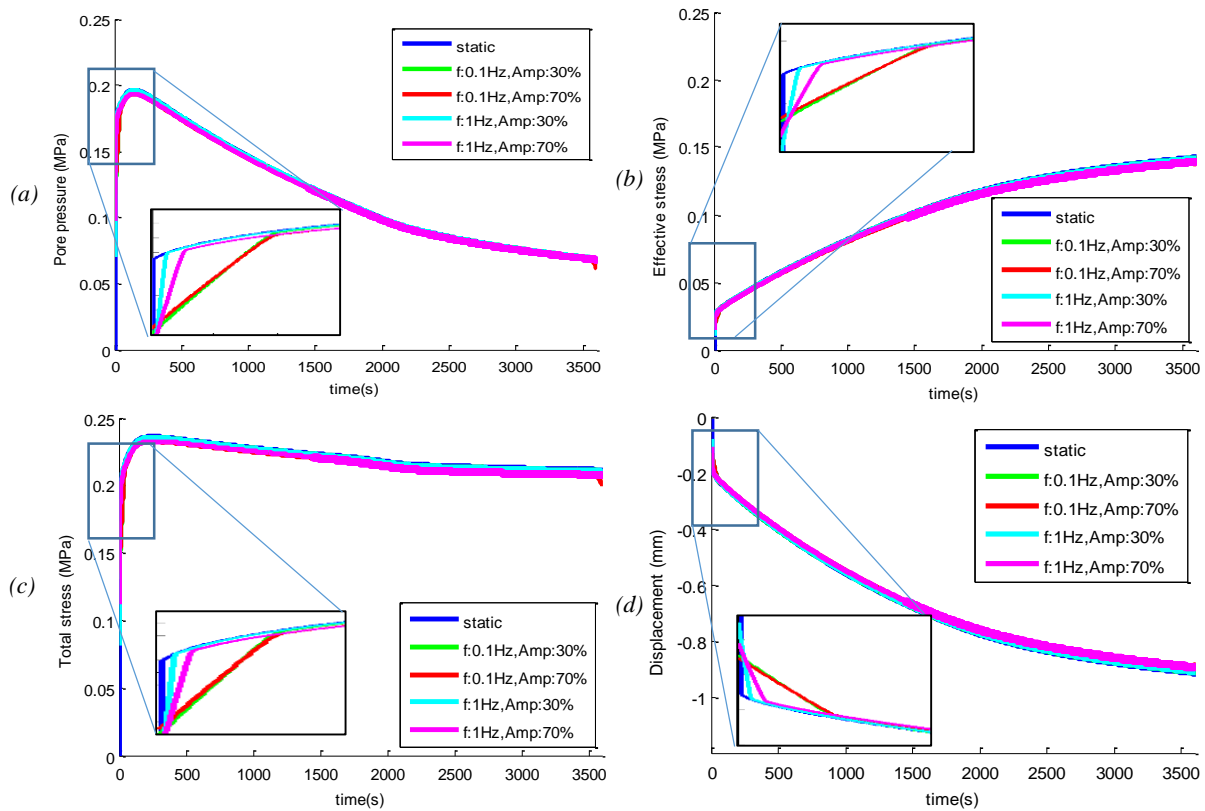 (a)
Pore pressure (MPa)
0.25
0.2
0.15
0.1
0.05
0
static
f:0.1Hz,Amp:30%
f:0.1Hz,Amp:70%
f:1Hz,Amp:30%
f:1Hz,Amp:70%
0 500 1000 1500 2000 2500 3000 3500
time(s)
(b)
Effective stress (MPa)
0.25
0.2
0.15
0.1
0.05
0
static
f:0.1Hz,Amp:30%
f:0.1Hz,Amp:70%
f:1Hz,Amp:30%
f:1Hz,Amp:70%
0 500 1000 1500 2000 2500 3000 3500
time(s)
(c)
Total stress (MPa)
0.25
0.2
0.15
0.1
0.05
0
static
f:0.1Hz,Amp:30%
f:0.1Hz,Amp:70%
f:1Hz,Amp:30%
f:1Hz,Amp:70%
0 500 1000 1500 2000 2500 3000 3500
time(s)
(d)
Displacement (mm)
0
-0.2
-0.4
-0.6
-0.8
-1
static
f:0.1Hz,Amp:30%
f:0.1Hz,Amp:70%
f:1Hz,Amp:30%
f:1Hz,Amp:70%
0 500 1000 1500 2000 2500 3000 3500
time(s)